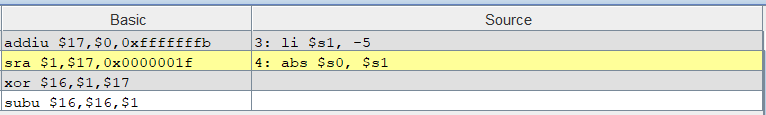 Basic Source
addiu $17,$0,0xfffffffb 3: li $s1, -5
sra $1,$17,0x0000001f 4: abs $s0, $s1
xor $16,$1,$17
subu $16,$16,$1